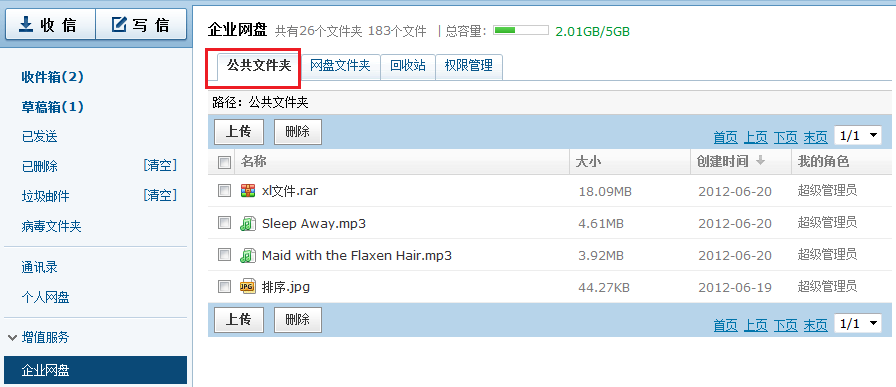 收 信 写 信
收件箱(2)
草稿箱(1)
已发送
已删除 [清空]
垃圾邮件 [清空]
病毒文件夹
通讯录
个人网盘
增值服务
企业网盘
企业网盘 共有26个文件夹 183个文件 | 总容量: 2.01GB/5GB
公共文件夹 网盘文件夹 回收站 权限管理
路径：公共文件夹
上传 删除 首页 上页 下页 末页 1/1
名称 大小 创建时间 我的角色
xl文件.rar 18.09MB 2012-06-20 超级管理员
Sleep Away.mp3 4.61MB 2012-06-20 超级管理员
Maid with the Flaxen Hair.mp3 3.92MB 2012-06-20 超级管理员
JPG 排序.jpg 44.27KB 2012-06-19 超级管理员
上传 删除 首页 上页 下页 末页 1/1